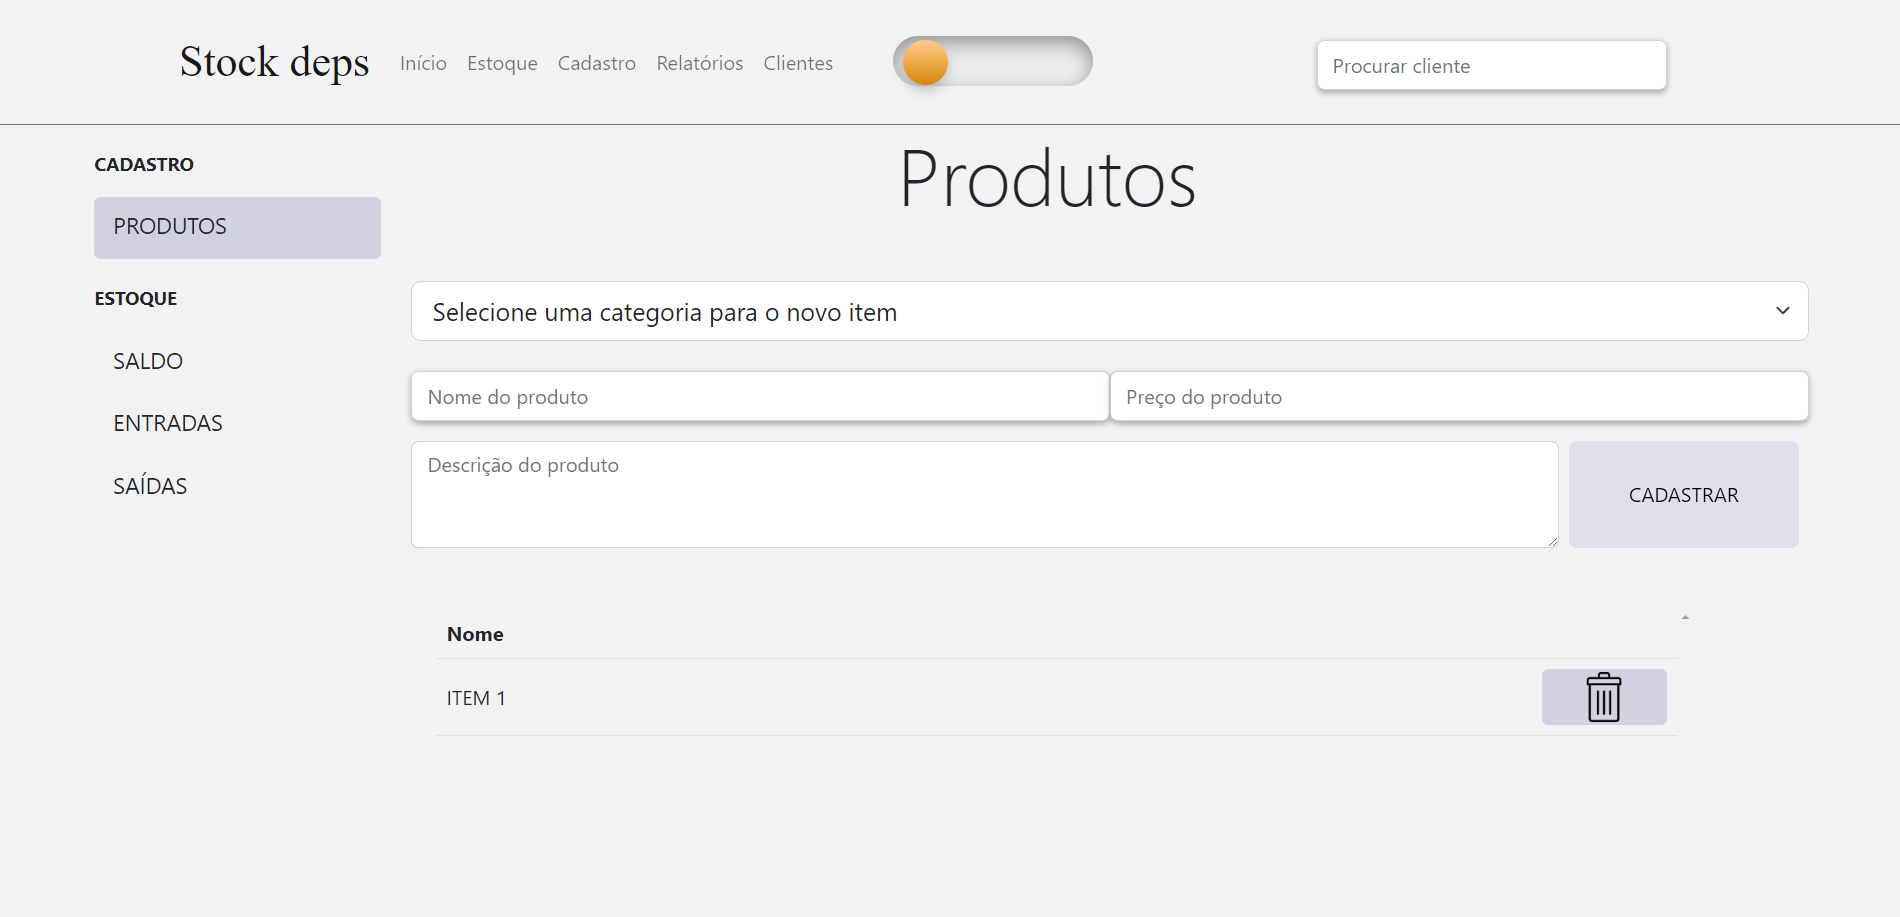 Stock deps
Início Estoque Cadastro Relatórios Clientes
Procurar cliente
CADASTRO
PRODUTOS
ESTOQUE
SALDO
ENTRADAS
SAÍDAS
Produtos
Selecione uma categoria para o novo item
Nome do produto
Preço do produto
Descrição do produto
CADASTRAR
Nome
ITEM 1